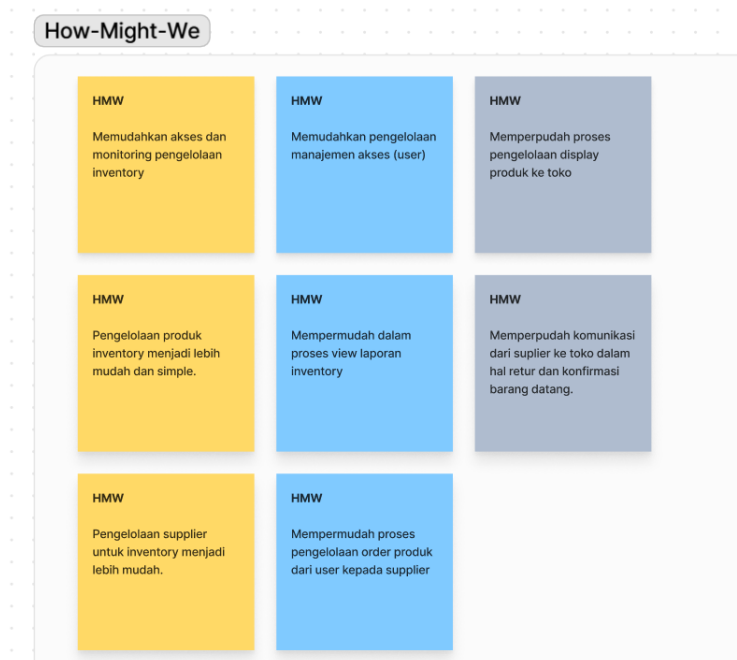 How-Might-We
HMW
Memudahkan akses dan
monitoring pengelolaan
inventory
HMW
Memudahkan pengelolaan
manajemen akses (user)
HMW
Memperpudah proses
pengelolaan display
produk ke toko
HMW
Pengelolaan produk
inventory menjadi lebih
mudah dan simple.
HMW
Mempermudah dalam
proses view laporan
inventory
HMW
Memperpudah komunikasi
dari suplier ke toko dalam
hal retur dan konfirmasi
barang datang.
HMW
Pengelolaan supplier
untuk inventory menjadi
lebih mudah.
HMW
Mempermudah proses
pengelolaan order produk
dari user kepada supplier